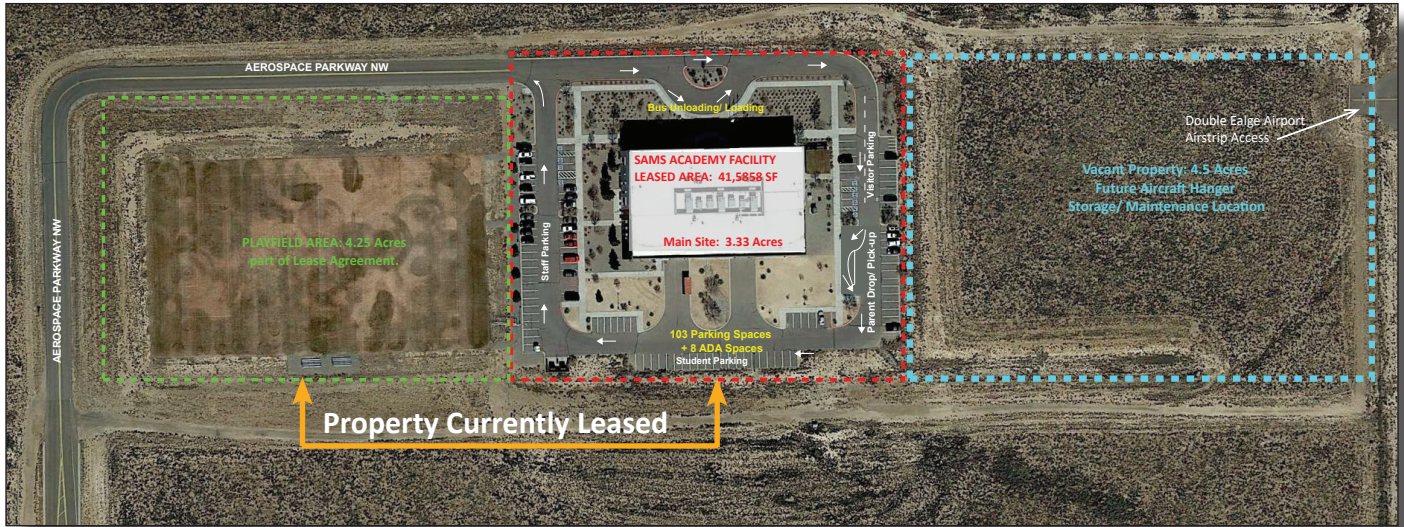 AEROSPACE PARKWAY NW
Bus Unloading/ Loading
Double Ealge Airport
Airstrip Access
SAMS ACADEMY FACILITY
LEASED AREA: 41,5858 SF
Visitor Parking
Vacant Property: 4.5 Acres
Future Aircraft Hanger
Storage/ Maintenance Location
PLAYFIELD AREA: 4.25 Acres
part of Lease Agreement.
Main Site: 3.33 Acres
Staff Parking
Parent Drop/ Pick-up
AEROSPACE PARKWAY NW
103 Parking Spaces
+ 8 ADA Spaces
Student Parking
Property Currently Leased